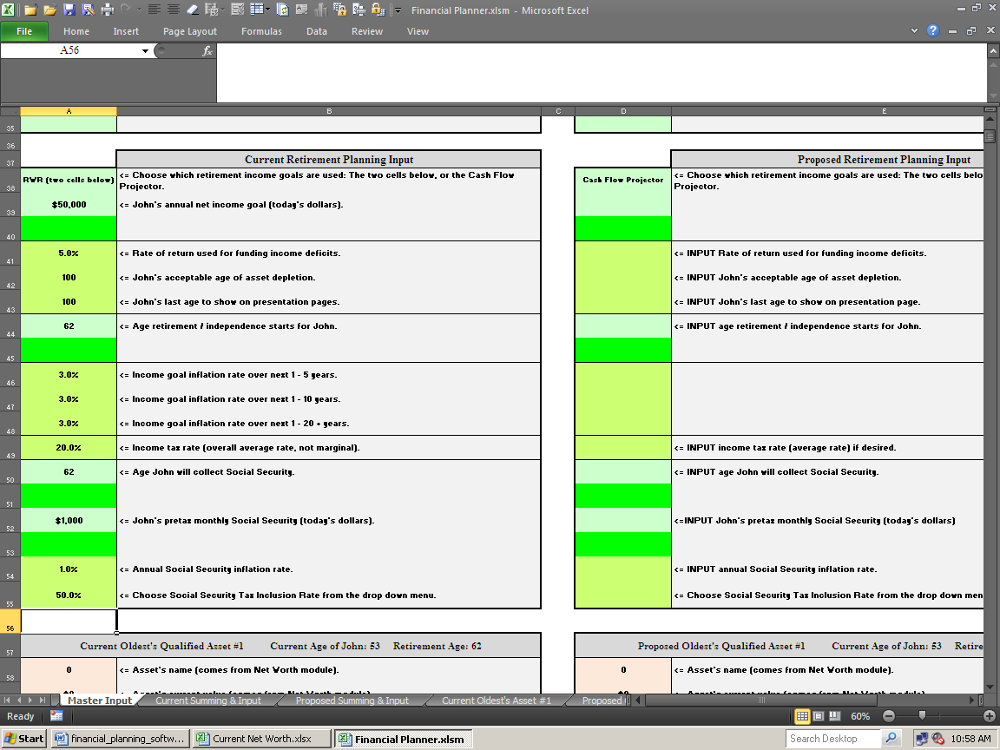 Financial Planner.xlsm - Microsoft Excel
File Home Insert Page Layout Formulas Data Review View
A56 fx
A B C D E
35
36
37 Current Retirement Planning Input Proposed Retirement Planning Input
RWR (two cells below) <= Choose which retirement income goals are used: The two cells below, or the Cash Flow Cash Flow Projector <= Choose which retirement income goals are used: The two cells belo
38 Projector. Projector.
39 $50,000 <= John's annual net income goal (today's dollars).
40
41 5.0% <= Rate of return used for funding income deficits. <= INPUT Rate of return used for funding income deficits.
42 100 <= John's acceptable age of asset depletion. <= INPUT John's acceptable age of asset depletion.
43 100 <= John's last age to show on presentation pages. <= INPUT John's last age to show on presentation page.
44 62 <= Age retirement / independence starts for John. <= INPUT age retirement / independence starts for John.
45
46 3.0% <= Income goal inflation rate over next 1 - 5 years.
47 3.0% <= Income goal inflation rate over next 1 - 10 years.
48 3.0% <= Income goal inflation rate over next 1 - 20 + years.
49 20.0% <= Income tax rate (overall average rate, not marginal). <= INPUT income tax rate (average rate) if desired.
50 62 <= Age John will collect Social Security. <= INPUT age John will collect Social Security.
51
52 $1,000 <= John's pretax monthly Social Security (today's dollars). <=INPUT John's pretax monthly Social Security (today's dollars)
53
54 1.0% <= Annual Social Security inflation rate. <= INPUT annual Social Security inflation rate.
55 50.0% <= Choose Social Security Tax Inclusion Rate from the drop down menu. <= Choose Social Security Tax Inclusion Rate from the drop down men
56
57 Current Oldest's Qualified Asset #1 Current Age of John: 53 Retirement Age: 62 Proposed Oldest's Qualified Asset #1 Current Age of John: 53 Retire
58 0 <= Asset's name (comes from Net Worth module). 0 <= Asset's name (comes from Net Worth module).
Master Input Current Summing & Input Proposed Summing & Input Current Oldest's Asset #1 Proposed
Ready 60%
Start financial_planning_softw... Current Net Worth.xlsx Financial Planner.xlsm Search Desktop 10:58 AM